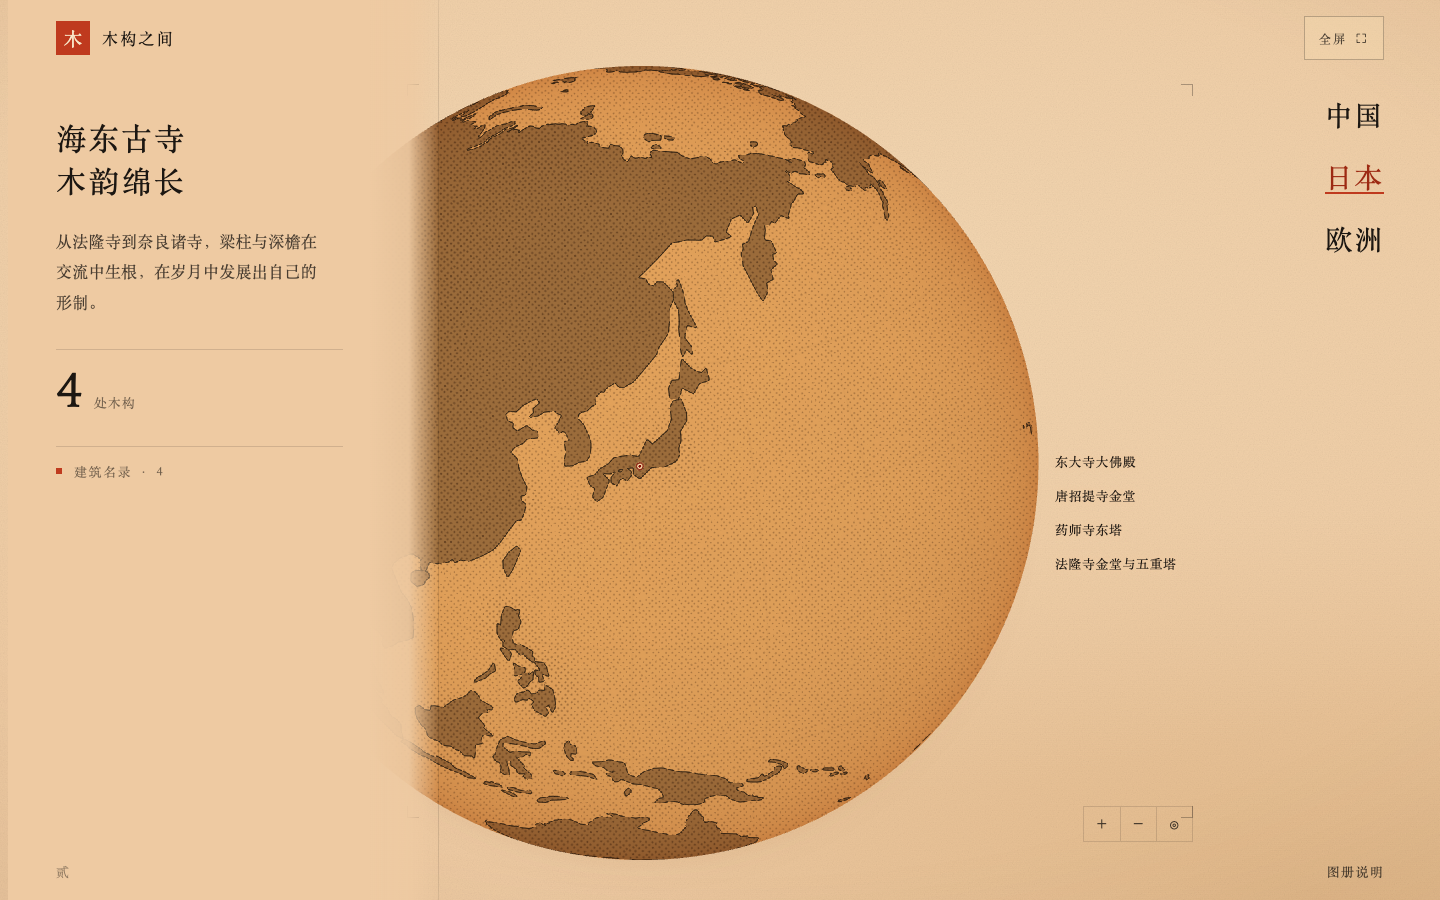 木 木构之间
全屏
海东古寺
木韵绵长
从法隆寺到奈良诸寺，梁柱与深檐在
交流中生根，在岁月中发展出自己的
形制。
4 处木构
建筑名录 · 4
贰
中国
日本
欧洲
东大寺大佛殿
唐招提寺金堂
药师寺东塔
法隆寺金堂与五重塔
+ − ◎
图册说明